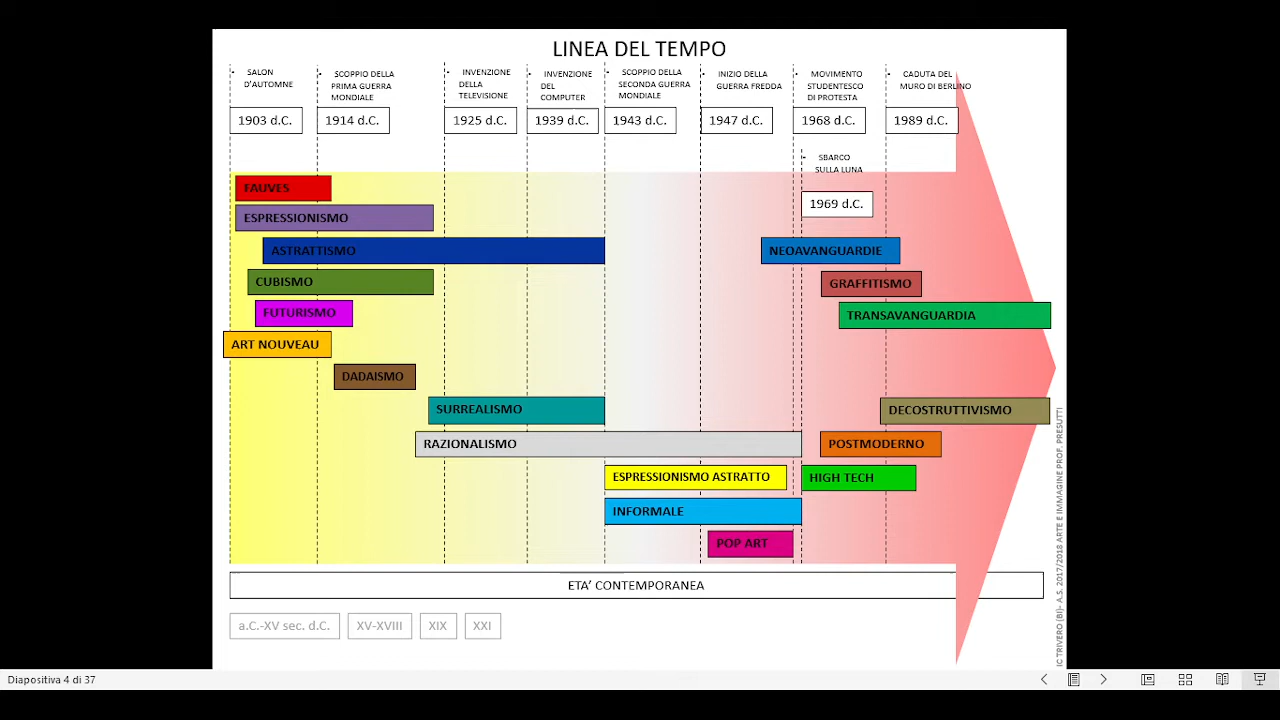 LINEA DEL TEMPO
SALON
D'AUTOMNE
SCOPPIO DELLA
PRIMA GUERRA
MONDIALE
INVENZIONE
DELLA
TELEVISIONE
INVENZIONE
DEL
COMPUTER
SCOPPIO DELLA
SECONDA GUERRA
MONDIALE
INIZIO DELLA
GUERRA FREDDA
MOVIMENTO
STUDENTESCO
DI PROTESTA
CADUTA DEL
MURO DI BERLINO
1903 d.C.
1914 d.C.
1925 d.C.
1939 d.C.
1943 d.C.
1947 d.C.
1968 d.C.
1989 d.C.
SBARCO
SULLA LUNA
1969 d.C.
FAUVES
ESPRESSIONISMO
ASTRATTISMO
NEOAVANGUARDIE
CUBISMO
GRAFFITISMO
FUTURISMO
TRANSAVANGUARDIA
ART NOUVEAU
DADAISMO
SURREALISMO
DECOSTRUTTIVISMO
RAZIONALISMO
POSTMODERNO
ESPRESSIONISMO ASTRATTO
HIGH TECH
INFORMALE
POP ART
ETA' CONTEMPORANEA
a.C.-XV sec. d.C.
XV-XVIII
XIX
XXI
IC TRIVERO (BI)- A.S. 2017/2018 ARTE E IMMAGINE PROF. PRESUTTI
Diapositiva 4 di 37